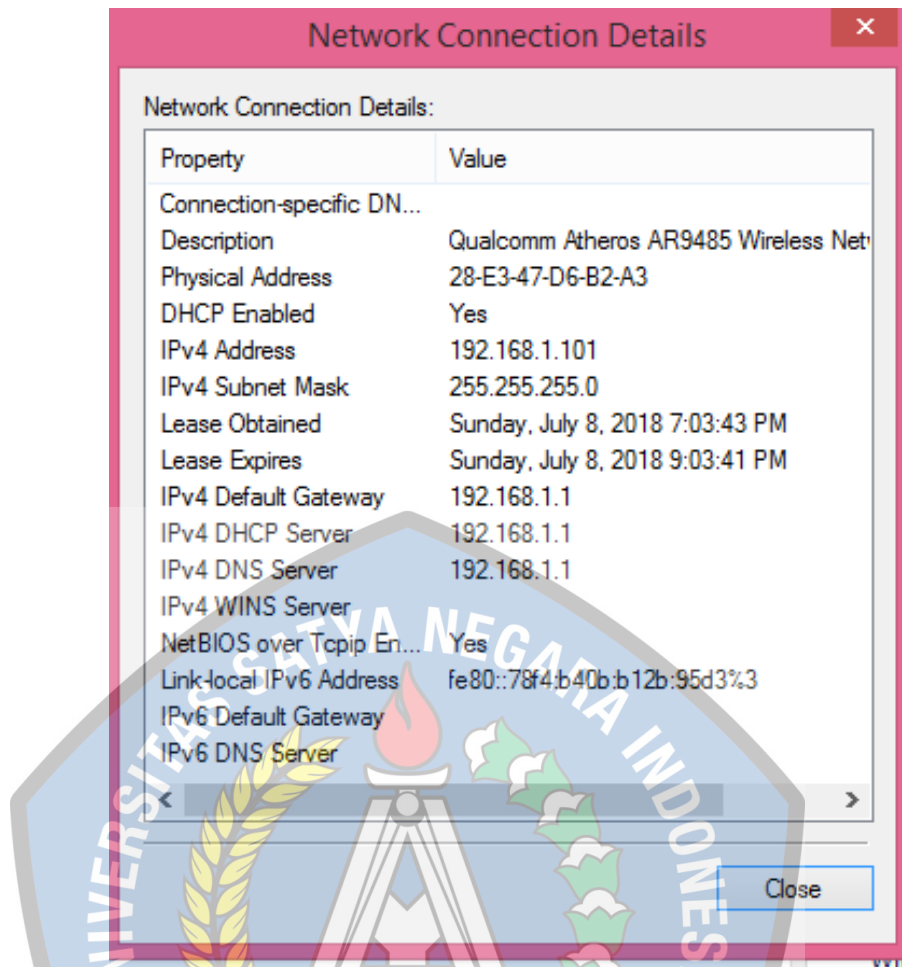 Network Connection Details
Network Connection Details:
Property Value
Connection-specific DN...
Description Qualcomm Atheros AR9485 Wireless Net
Physical Address 28-E3-47-D6-B2-A3
DHCP Enabled Yes
IPv4 Address 192.168.1.101
IPv4 Subnet Mask 255.255.255.0
Lease Obtained Sunday, July 8, 2018 7:03:43 PM
Lease Expires Sunday, July 8, 2018 9:03:41 PM
IPv4 Default Gateway 192.168.1.1
IPv4 DHCP Server 192.168.1.1
IPv4 DNS Server 192.168.1.1
IPv4 WINS Server
NetBIOS over Tcpip En... Yes
Link-local IPv6 Address fe80::78f4:b40b:b12b:95d3%3
IPv6 Default Gateway
IPv6 DNS Server
Close
NIVERSITAS SATYA NEGARA INDONES